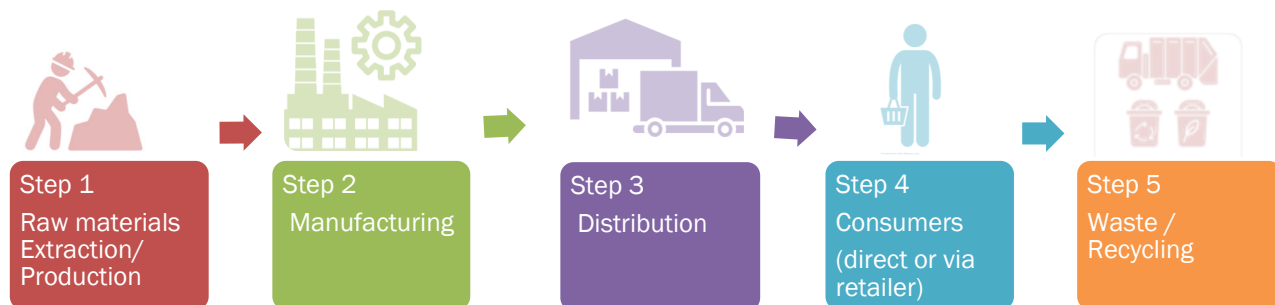 Step 1
Raw materials
Extraction/
Production
Step 2
Manufacturing
Step 3
Distribution
Step 4
Consumers
(direct or via
retailer)
Step 5
Waste /
Recycling